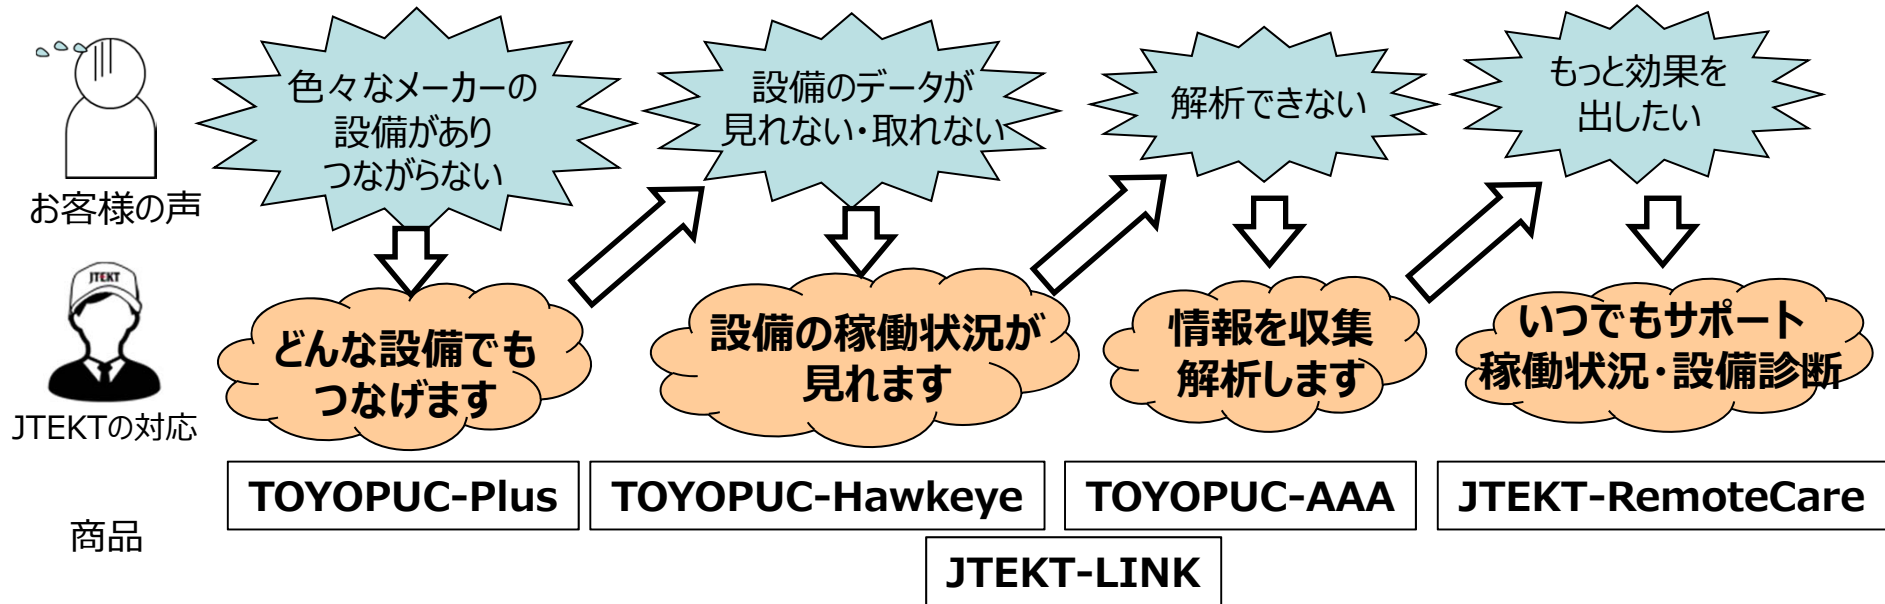 色々なメーカーの
設備があり
つながらない
設備のデータが
見れない・取れない
解析できない
もっと効果を
出したい
お客様の声
JTEKT
どんな設備でも
つなげます
設備の稼働状況が
見れます
情報を収集
解析します
いつでもサポート
稼働状況・設備診断
JTEKTの対応
TOYOPUC-Plus
TOYOPUC-Hawkeye
TOYOPUC-AAA
JTEKT-RemoteCare
商品
JTEKT-LINK